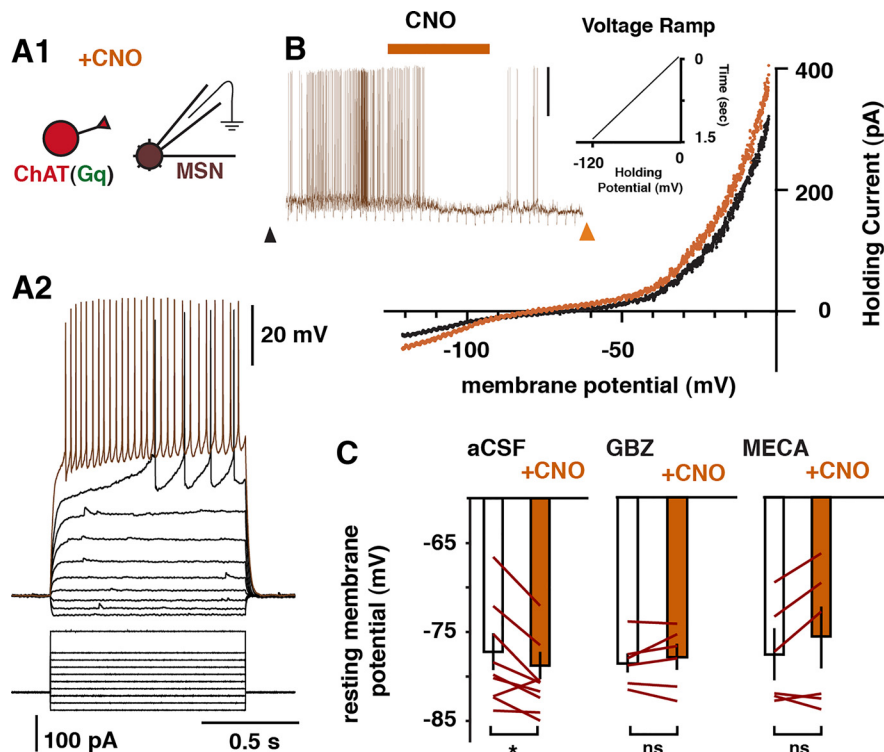 A1
+CNO
ChAT(Gq)
MSN
A2
20 mV
100 pA
0.5 s
B
CNO
Voltage Ramp
0
Time (sec)
1.5
-120
0
Holding
Potential (mV)
400
200
0
Holding Current (pA)
-100
-50
membrane potential (mV)
C
aCSF
+CNO
GBZ
+CNO
MECA
+CNO
-65
-75
-85
resting membrane
potential (mV)
*
ns
ns